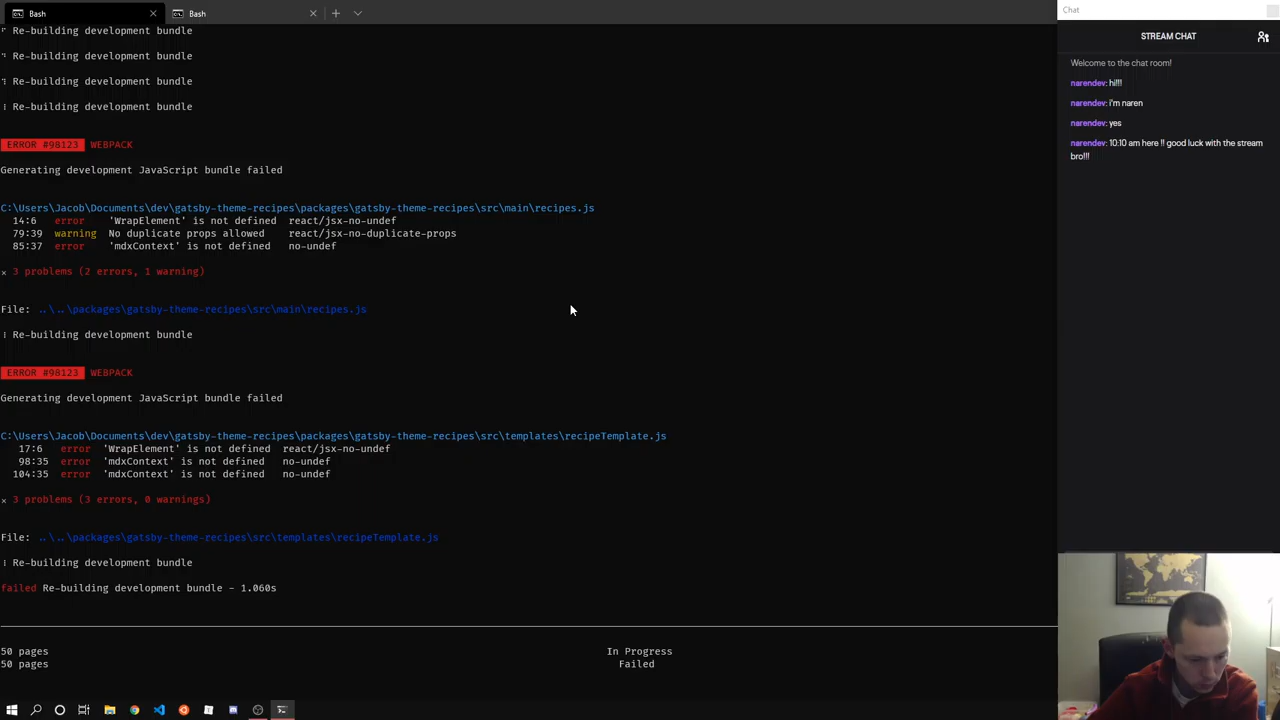 Bash
Bash
Re-building development bundle
Re-building development bundle
Re-building development bundle
Re-building development bundle
ERROR #98123 WEBPACK
Generating development JavaScript bundle failed
C:\Users\Jacob\Documents\dev\gatsby-theme-recipes\packages\gatsby-theme-recipes\src\main\recipes.js
14:6 error 'WrapElement' is not defined react/jsx-no-undef
79:39 warning No duplicate props allowed react/jsx-no-duplicate-props
85:37 error 'mdxContext' is not defined no-undef
× 3 problems (2 errors, 1 warning)
File: ..\..\packages\gatsby-theme-recipes\src\main\recipes.js
Re-building development bundle
ERROR #98123 WEBPACK
Generating development JavaScript bundle failed
C:\Users\Jacob\Documents\dev\gatsby-theme-recipes\packages\gatsby-theme-recipes\src\templates\recipeTemplate.js
17:6 error 'WrapElement' is not defined react/jsx-no-undef
98:35 error 'mdxContext' is not defined no-undef
104:35 error 'mdxContext' is not defined no-undef
× 3 problems (3 errors, 0 warnings)
File: ..\..\packages\gatsby-theme-recipes\src\templates\recipeTemplate.js
Re-building development bundle
failed Re-building development bundle - 1.060s
50 pages In Progress
50 pages Failed
Chat
STREAM CHAT
Welcome to the chat room!
narendev: hi!!!
narendev: i'm naren
narendev: yes
narendev: 10:10 am here !! good luck with the stream
bro!!!